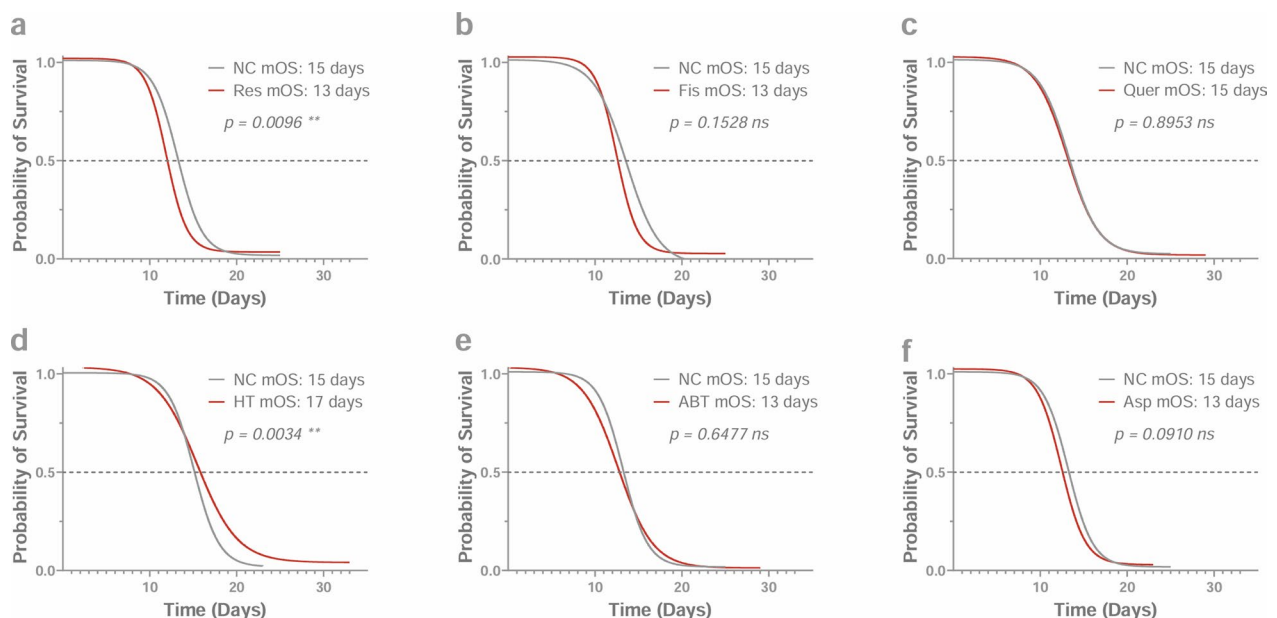 a
NC mOS: 15 days
Res mOS: 13 days
p = 0.0096 **
Probability of Survival
1.0
0.5
0.0
10
20
30
Time (Days)
b
NC mOS: 15 days
Fis mOS: 13 days
p = 0.1528 ns
Probability of Survival
1.0
0.5
0.0
10
20
30
Time (Days)
c
NC mOS: 15 days
Quer mOS: 15 days
p = 0.8953 ns
Probability of Survival
1.0
0.5
0.0
10
20
30
Time (Days)
d
NC mOS: 15 days
HT mOS: 17 days
p = 0.0034 **
Probability of Survival
1.0
0.5
0.0
10
20
30
Time (Days)
e
NC mOS: 15 days
ABT mOS: 13 days
p = 0.6477 ns
Probability of Survival
1.0
0.5
0.0
10
20
30
Time (Days)
f
NC mOS: 15 days
Asp mOS: 13 days
p = 0.0910 ns
Probability of Survival
1.0
0.5
0.0
10
20
30
Time (Days)